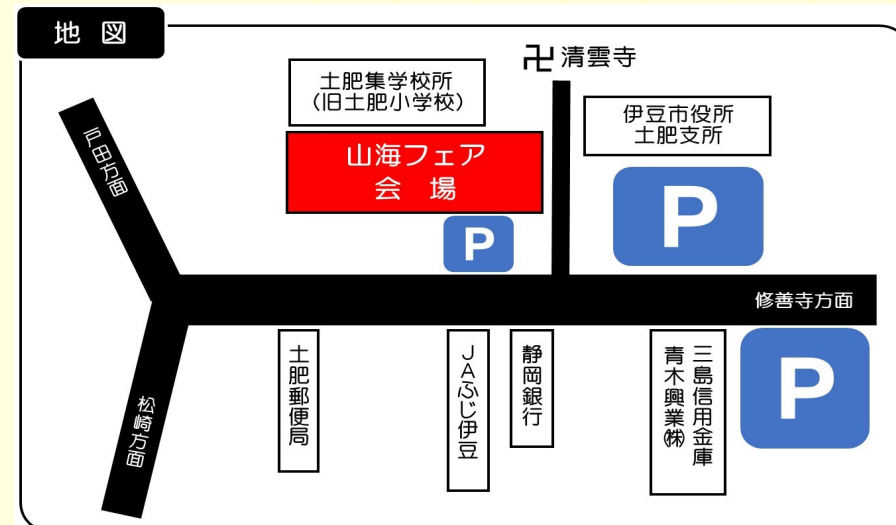 地 図
卍 清雲寺
土肥集学校所
（旧土肥小学校）
伊豆市役所
土肥支所
山海フェア
会 場
P
P
戸田方面
修善寺方面
松崎方面
土肥郵便局
JAふじ伊豆
静岡銀行
三島信用金庫
青木興業㈱
P